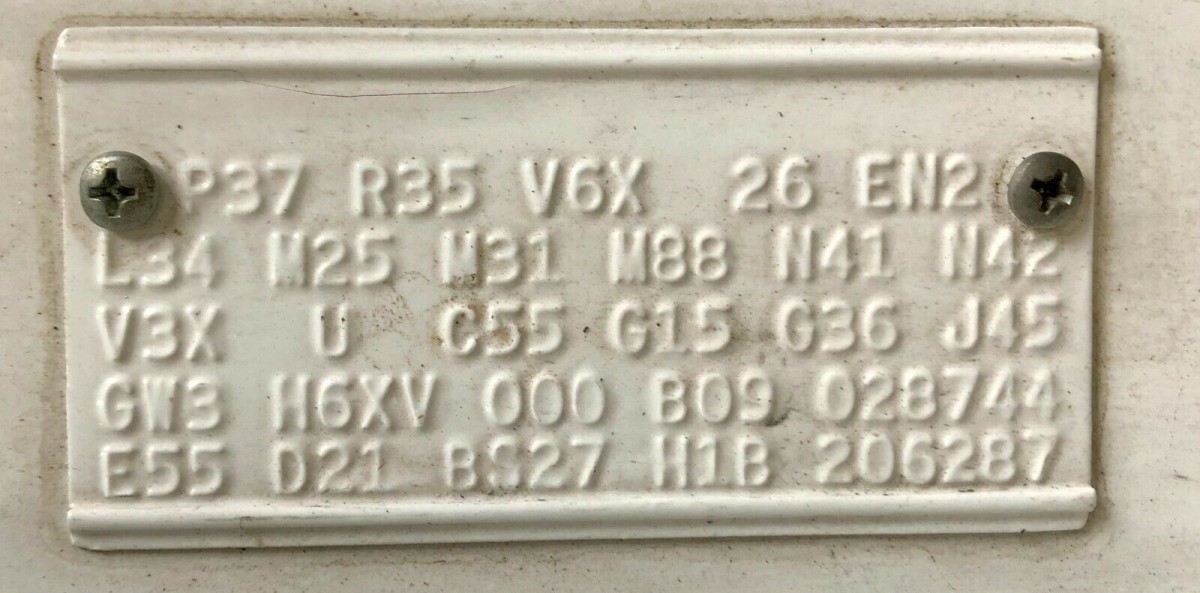 P37 R35 V6X 26 EN2
L34 M25 M31 M88 N41 N42
V3X U C55 G15 G36 J45
GW3 H6XV 000 B09 028744
E55 D21 BS27 H1B 206287